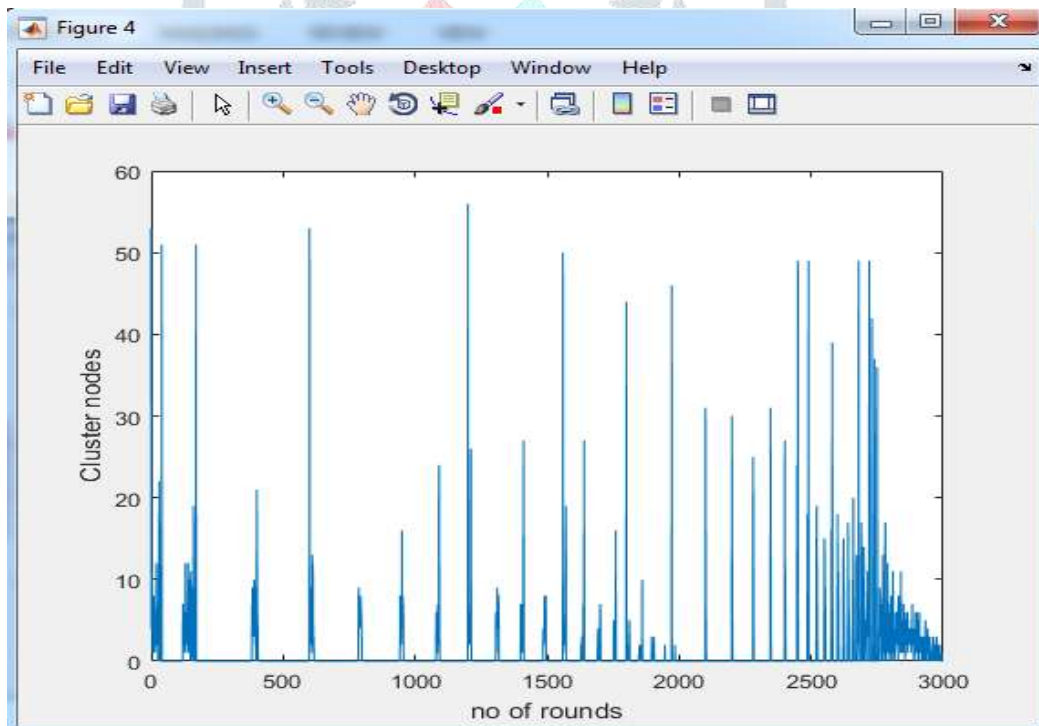 Figure 4
File Edit View Insert Tools Desktop Window Help
60
50
40
30
20
10
0
Cluster nodes
0 500 1000 1500 2000 2500 3000
no of rounds